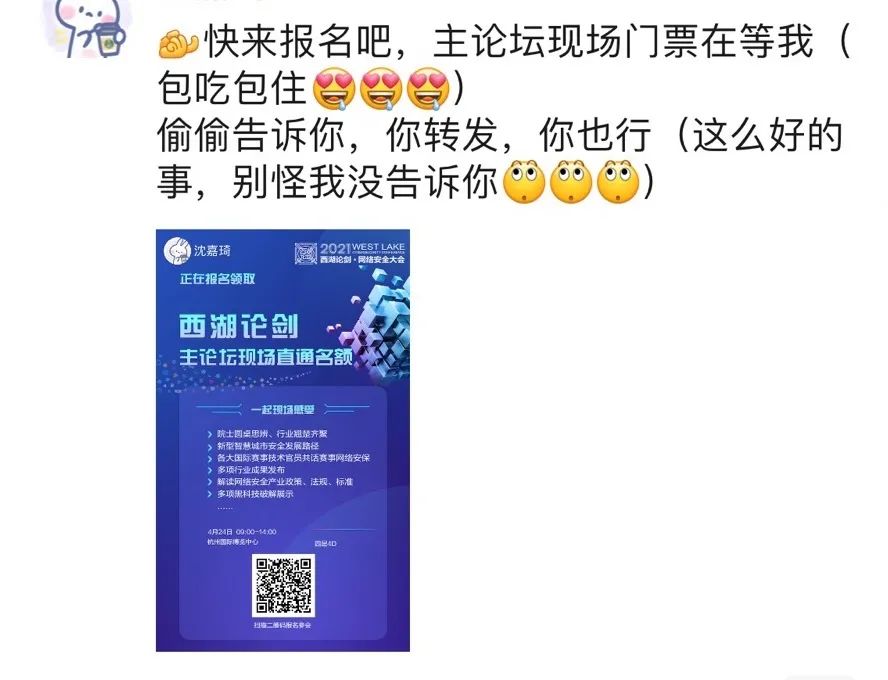 快来报名吧，主论坛现场门票在等我（
包吃包住😍😍😍）
偷偷告诉你，你转发，你也行（这么好的
事，别怪我没告诉你🙄🙄🙄）
沈嘉琦
2021 WEST LAKE
西湖论剑·网络安全大会
正在报名领取
西湖论剑
主论坛现场直通名额
一起现场感受
院士圆桌思辨、行业翘楚齐聚
新型智慧城市安全发展路径
各大国际赛事技术官员共话赛事网络安保
多项行业成果发布
解读网络安全产业政策、法规、标准
多项黑科技破解展示
……
4月24日 09:00-14:00
杭州国际博览中心
四层4D
扫描二维码报名参会